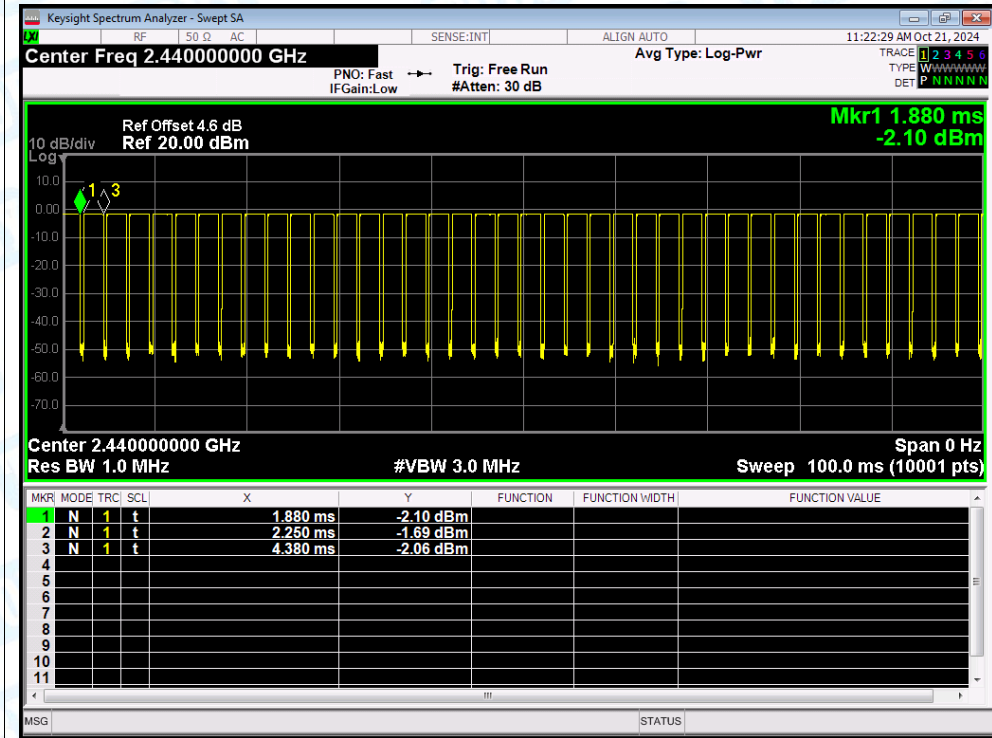 Keysight Spectrum Analyzer - Swept SA
LXI RF 50 Ω AC SENSE:INT ALIGN AUTO 11:22:29 AM Oct 21, 2024
Center Freq 2.440000000 GHz
PNO: Fast
IFGain:Low
Trig: Free Run
#Atten: 30 dB
Avg Type: Log-Pwr
TRACE 1 2 3 4 5 6
TYPE WWWWWWW
DET P N N N N N
10 dB/div
Log
Ref Offset 4.6 dB
Ref 20.00 dBm
Mkr1 1.880 ms
-2.10 dBm
10.0
0.00
-10.0
-20.0
-30.0
-40.0
-50.0
-60.0
-70.0
1
3
Center 2.440000000 GHz Span 0 Hz
Res BW 1.0 MHz #VBW 3.0 MHz Sweep 100.0 ms (10001 pts)
MKR MODE TRC SCL X Y FUNCTION FUNCTION WIDTH FUNCTION VALUE
1 N 1 t 1.880 ms -2.10 dBm
2 N 1 t 2.250 ms -1.69 dBm
3 N 1 t 4.380 ms -2.06 dBm
4
5
6
7
8
9
10
11
MSG STATUS